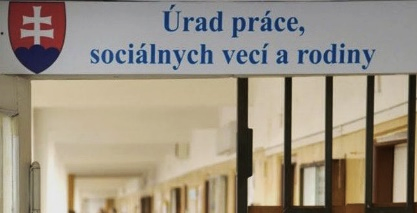 Úrad práce,
sociálnych vecí a rodiny